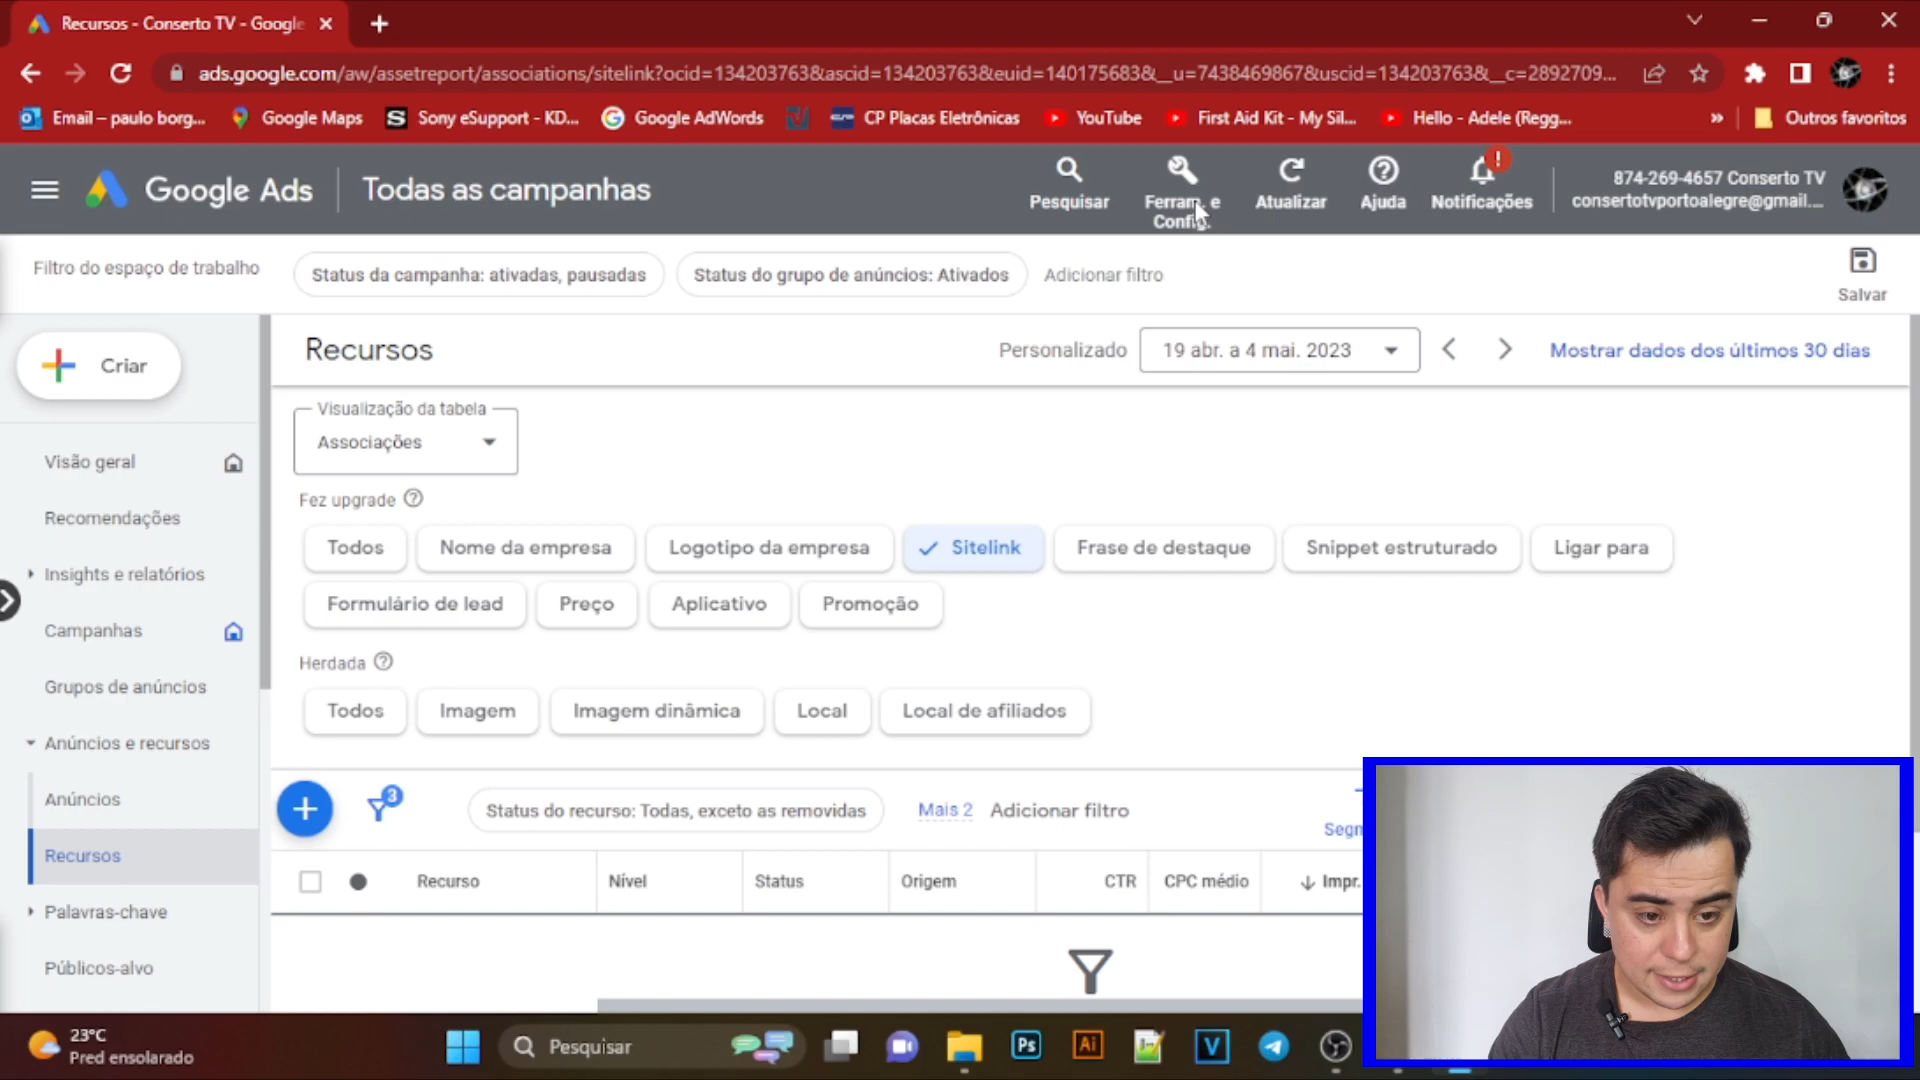 Recursos - Conserto TV - Google
ads.google.com/aw/assetreport/associations/sitelink?ocid=134203763&ascid=134203763&euid=140175683&__u=7438469867&uscid=134203763&__c=2892709...
Email – paulo borg...
Google Maps
Sony eSupport - KD...
Google AdWords
CP Placas Eletrônicas
YouTube
First Aid Kit - My Sil...
Hello - Adele (Regg...
Outros favoritos
Google Ads
Todas as campanhas
Pesquisar
Ferram. e
Config.
Atualizar
Ajuda
Notificações
874-269-4657 Conserto TV
consertotvportoalegre@gmail....
Filtro do espaço de trabalho
Status da campanha: ativadas, pausadas
Status do grupo de anúncios: Ativados
Adicionar filtro
Salvar
Criar
Recursos
Personalizado
19 abr. a 4 mai. 2023
Mostrar dados dos últimos 30 dias
Visualização da tabela
Associações
Visão geral
Recomendações
Insights e relatórios
Campanhas
Grupos de anúncios
Anúncios e recursos
Anúncios
Recursos
Palavras-chave
Públicos-alvo
Fez upgrade
Todos
Nome da empresa
Logotipo da empresa
Sitelink
Frase de destaque
Snippet estruturado
Ligar para
Formulário de lead
Preço
Aplicativo
Promoção
Herdada
Todos
Imagem
Imagem dinâmica
Local
Local de afiliados
3
Status do recurso: Todas, exceto as removidas
Mais 2
Adicionar filtro
Segm
Recurso
Nível
Status
Origem
CTR
CPC médio
Impr.
23°C
Pred ensolarado
Pesquisar
Ps
Ai
V